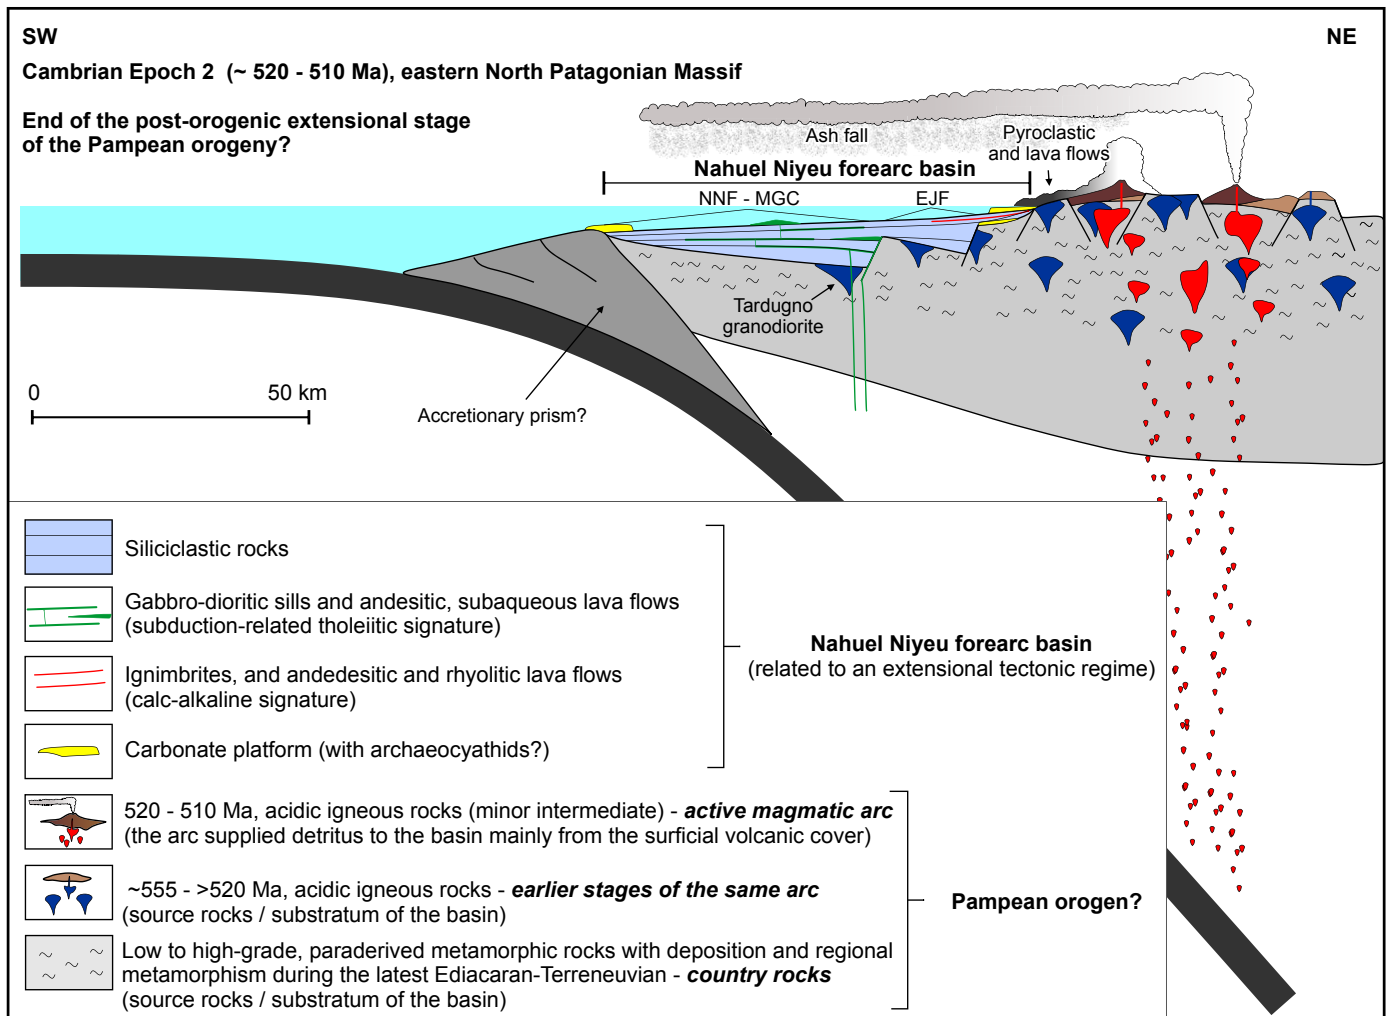 SW
NE
Cambrian Epoch 2 (~ 520 - 510 Ma), eastern North Patagonian Massif
End of the post-orogenic extensional stage
of the Pampean orogeny?
Ash fall
Pyroclastic
and lava flows
Nahuel Niyeu forearc basin
NNF - MGC
EJF
Tardugno
granodiorite
0
50 km
Accretionary prism?
Siliciclastic rocks
Gabbro-dioritic sills and andesitic, subaqueous lava flows
(subduction-related tholeiitic signature)
Ignimbrites, and andedesitic and rhyolitic lava flows
(calc-alkaline signature)
Carbonate platform (with archaeocyathids?)
Nahuel Niyeu forearc basin
(related to an extensional tectonic regime)
520 - 510 Ma, acidic igneous rocks (minor intermediate) - active magmatic arc
(the arc supplied detritus to the basin mainly from the surficial volcanic cover)
~555 - >520 Ma, acidic igneous rocks - earlier stages of the same arc
(source rocks / substratum of the basin)
Low to high-grade, paraderived metamorphic rocks with deposition and regional
metamorphism during the latest Ediacaran-Terreneuvian - country rocks
(source rocks / substratum of the basin)
Pampean orogen?